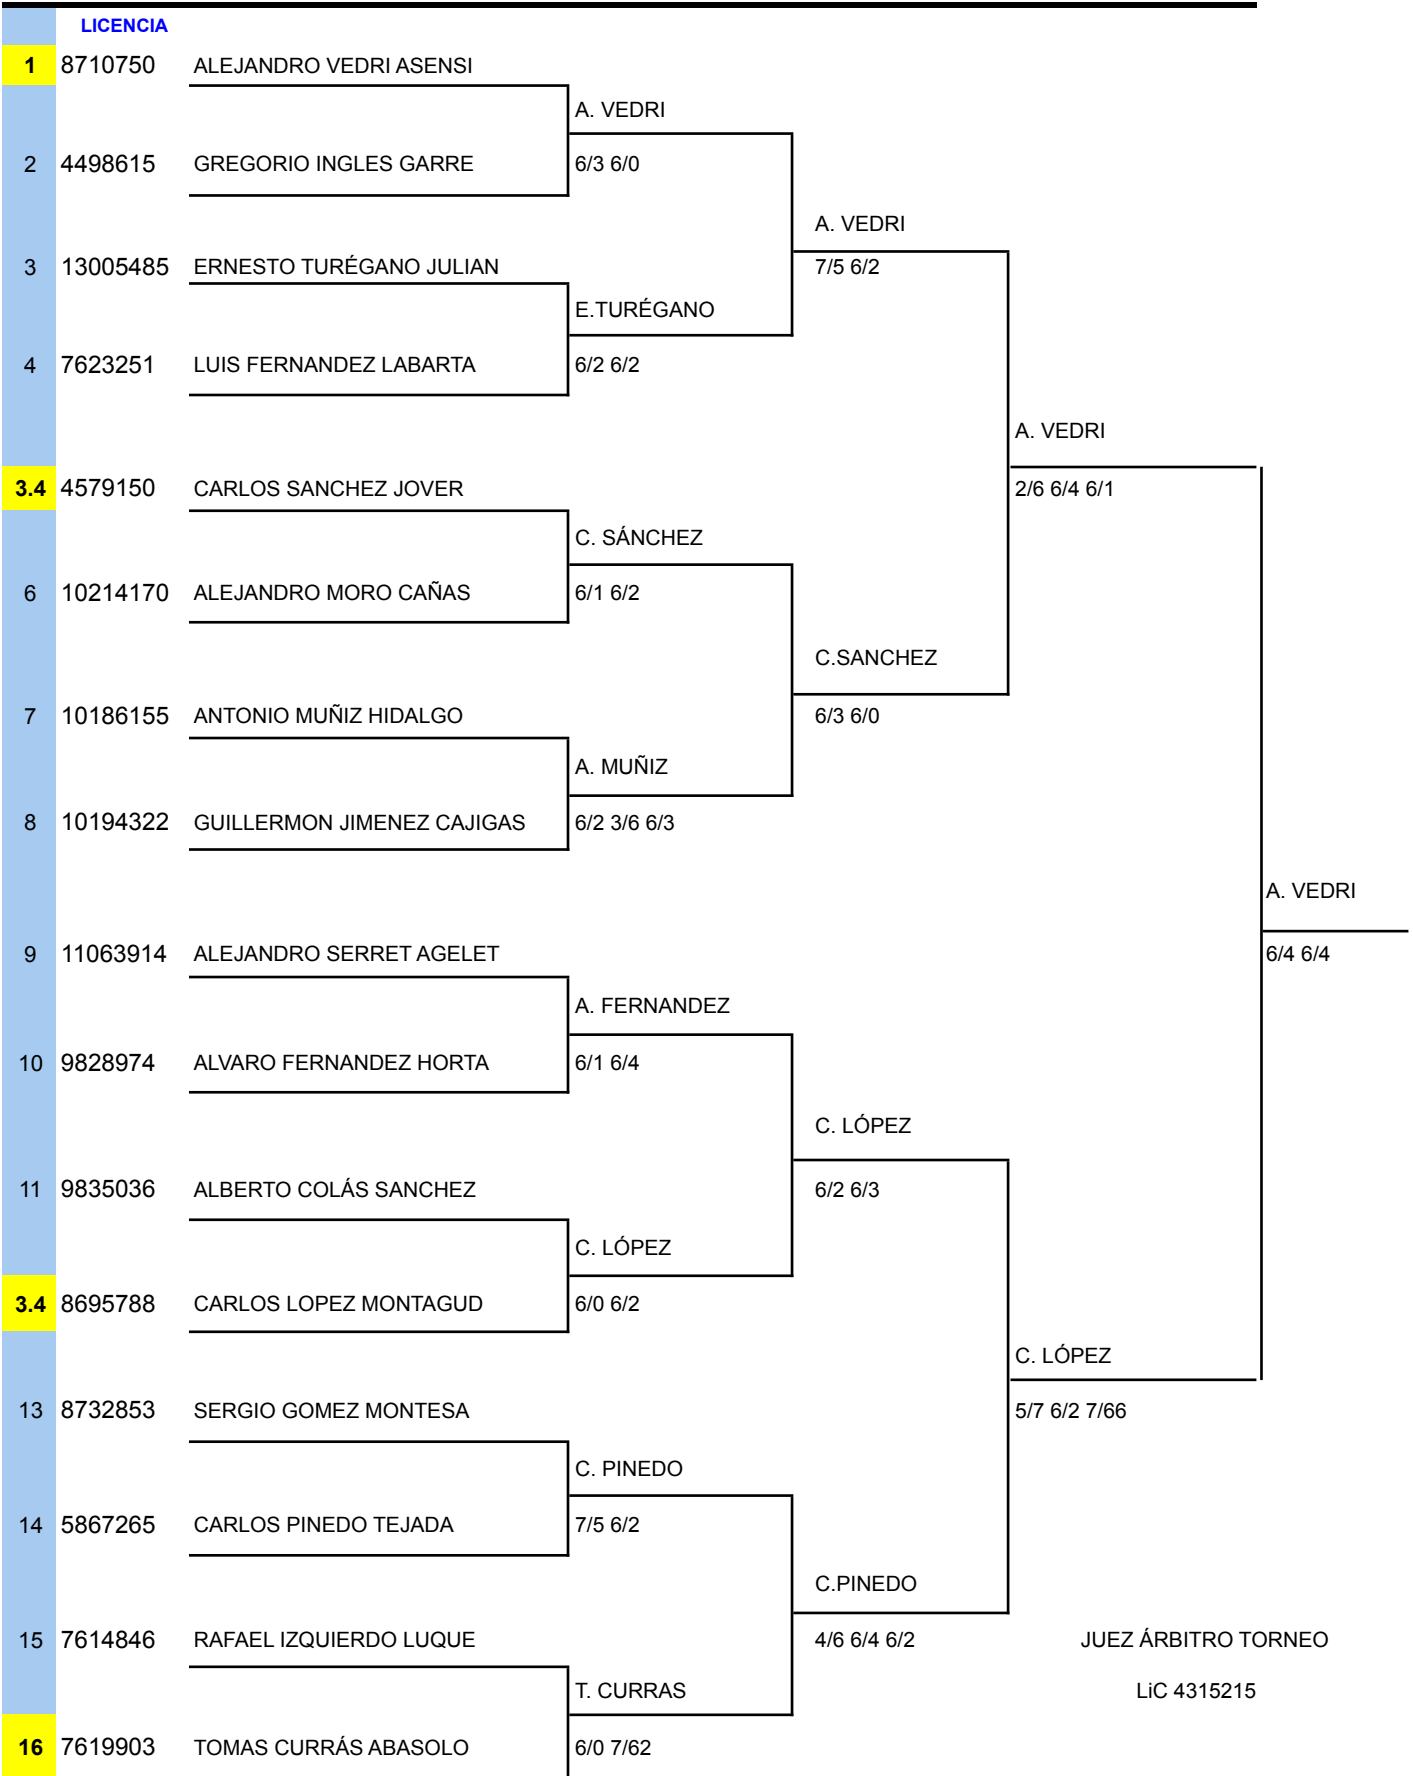 LICENCIA
1 8710750 ALEJANDRO VEDRI ASENSI
A. VEDRI
2 4498615 GREGORIO INGLES GARRE 6/3 6/0
A. VEDRI
3 13005485 ERNESTO TURÉGANO JULIAN 7/5 6/2
E.TURÉGANO
4 7623251 LUIS FERNANDEZ LABARTA 6/2 6/2
A. VEDRI
3.4 4579150 CARLOS SANCHEZ JOVER 2/6 6/4 6/1
C. SÁNCHEZ
6 10214170 ALEJANDRO MORO CAÑAS 6/1 6/2
C.SANCHEZ
7 10186155 ANTONIO MUÑIZ HIDALGO 6/3 6/0
A. MUÑIZ
8 10194322 GUILLERMON JIMENEZ CAJIGAS 6/2 3/6 6/3
A. VEDRI
9 11063914 ALEJANDRO SERRET AGELET 6/4 6/4
A. FERNANDEZ
10 9828974 ALVARO FERNANDEZ HORTA 6/1 6/4
C. LÓPEZ
11 9835036 ALBERTO COLÁS SANCHEZ 6/2 6/3
C. LÓPEZ
3.4 8695788 CARLOS LOPEZ MONTAGUD 6/0 6/2
C. LÓPEZ
13 8732853 SERGIO GOMEZ MONTESA 5/7 6/2 7/66
C. PINEDO
14 5867265 CARLOS PINEDO TEJADA 7/5 6/2
C.PINEDO
15 7614846 RAFAEL IZQUIERDO LUQUE 4/6 6/4 6/2 JUEZ ÁRBITRO TORNEO
T. CURRAS LiC 4315215
16 7619903 TOMAS CURRÁS ABASOLO 6/0 7/62